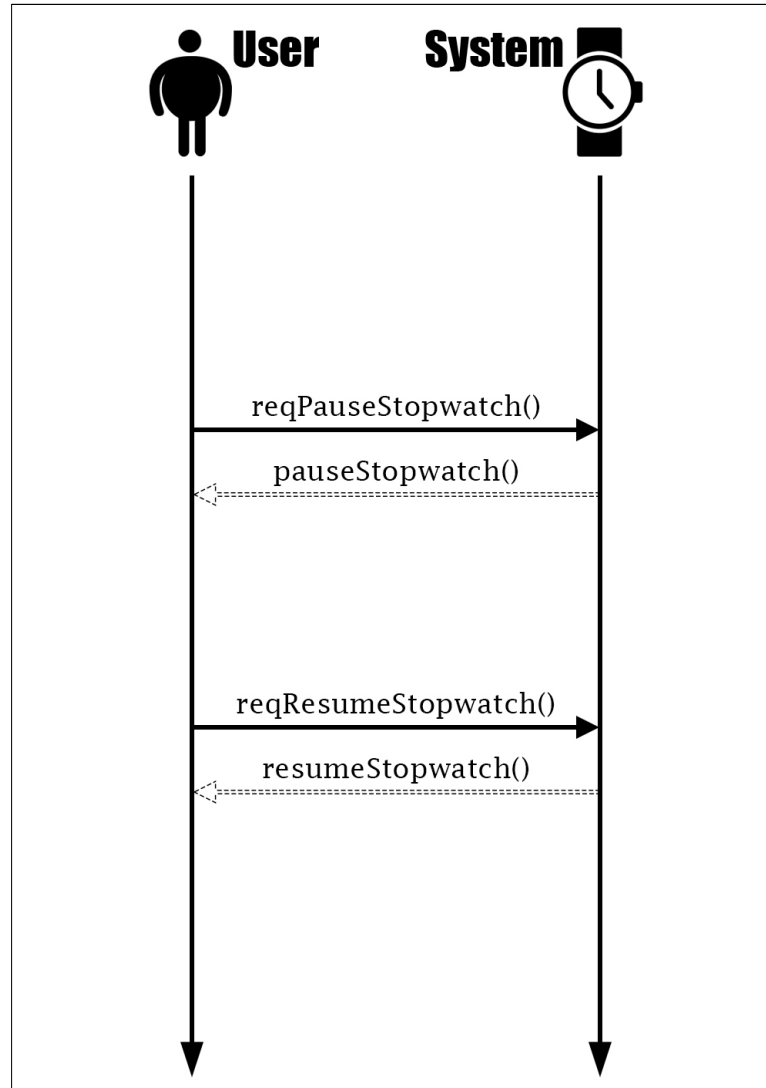 User
System
reqPauseStopwatch()
pauseStopwatch()
reqResumeStopwatch()
resumeStopwatch()